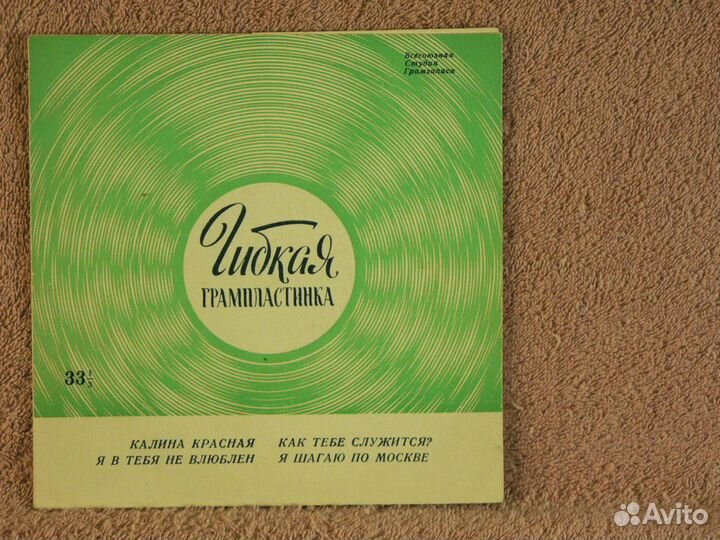 Всесоюзная
Студия
Грамзаписи
Гибкая
ГРАМПЛАСТИНКА
33 1/3
КАЛИНА КРАСНАЯ КАК ТЕБЕ СЛУЖИТСЯ?
Я В ТЕБЯ НЕ ВЛЮБЛЕН Я ШАГАЮ ПО МОСКВЕ
Avito